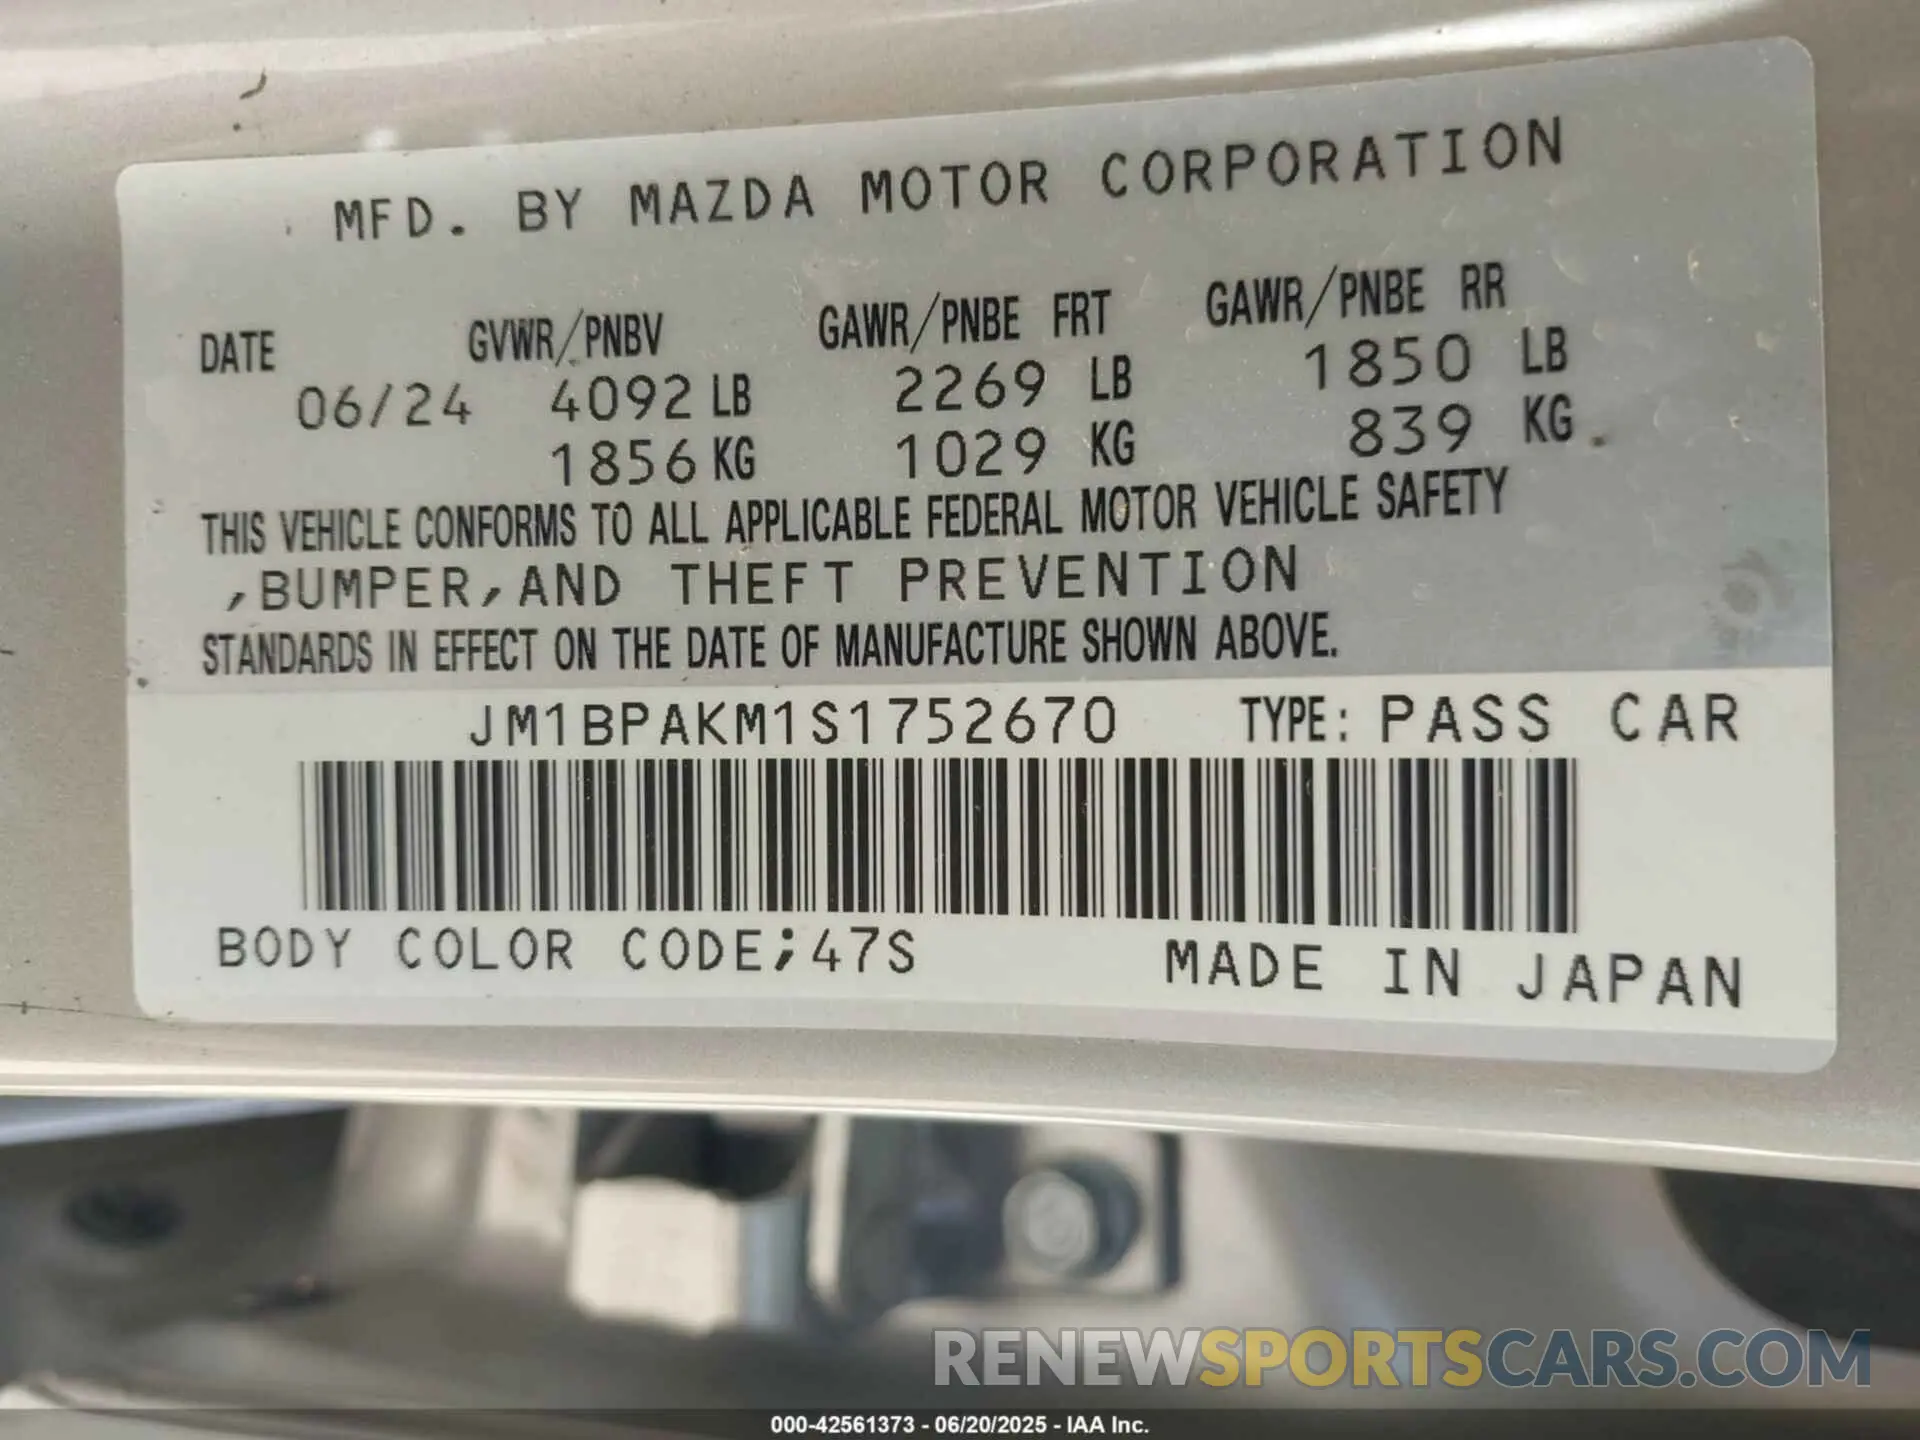 MFD. BY MAZDA MOTOR CORPORATION
DATE GVWR/PNBV GAWR/PNBE FRT GAWR/PNBE RR
06/24 4092 LB 2269 LB 1850 LB
1856 KG 1029 KG 839 KG
THIS VEHICLE CONFORMS TO ALL APPLICABLE FEDERAL MOTOR VEHICLE SAFETY
,BUMPER,AND THEFT PREVENTION
STANDARDS IN EFFECT ON THE DATE OF MANUFACTURE SHOWN ABOVE.
JM1BPAKM1S1752670 TYPE: PASS CAR
BODY COLOR CODE;47S MADE IN JAPAN
RENEWSPORTSCARS.COM
000-42561373 - 06/20/2025 - IAA Inc.